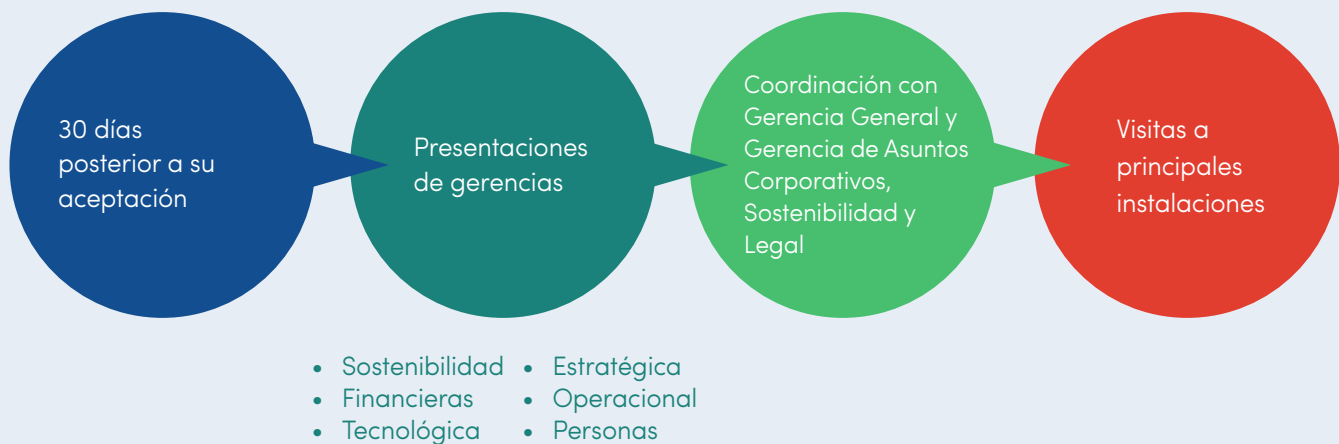 30 días
posterior a su
aceptación
Presentaciones
de gerencias
Coordinación con
Gerencia General y
Gerencia de Asuntos
Corporativos,
Sostenibilidad y
Legal
Visitas a
principales
instalaciones
• Sostenibilidad
• Financieras
• Tecnológica
• Estratégica
• Operacional
• Personas